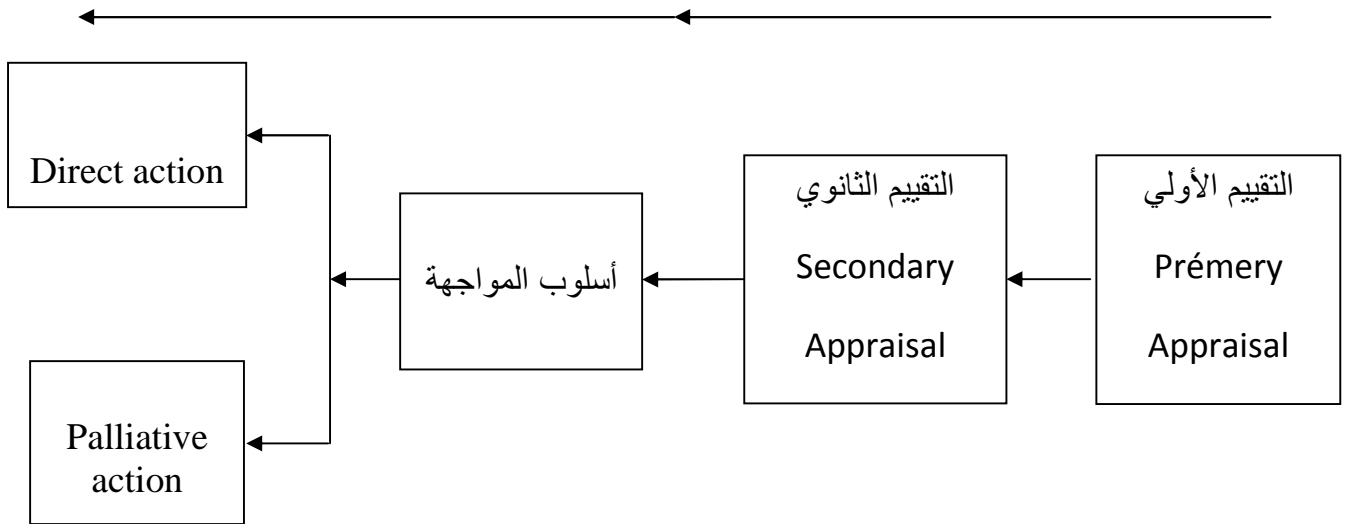 التقييم الأولي
Prémery
Appraisal
التقييم الثانوي
Secondary
Appraisal
أسلوب المواجهة
Direct action
Palliative
action